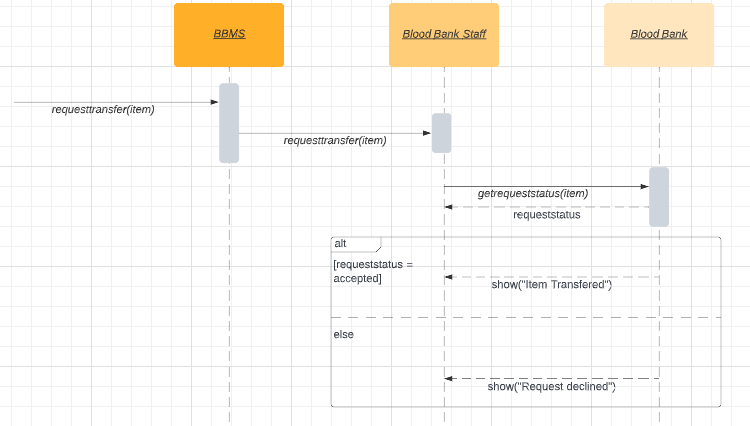 BBMS
Blood Bank Staff
Blood Bank
requesttransfer(item)
requesttransfer(item)
getrequeststatus(item)
requeststatus
alt
[requeststatus =
accepted]
show("Item Transfered")
else
show("Request declined")